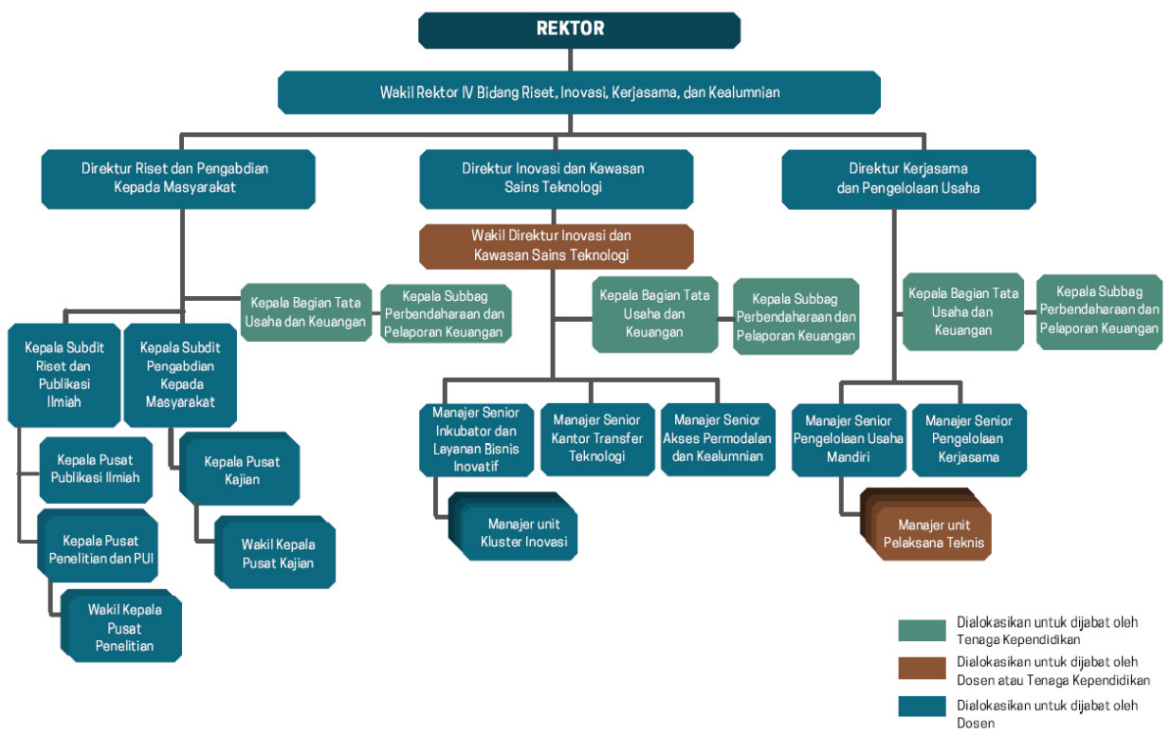 REKTOR
Wakil Rektor IV Bidang Riset, Inovasi, Kerjasama, dan Kealumnian
Direktur Riset dan Pengabdian
Kepada Masyarakat
Direktur Inovasi dan Kawasan
Sains Teknologi
Direktur Kerjasama
dan Pengelolaan Usaha
Wakil Direktur Inovasi dan
Kawasan Sains Teknologi
Kepala Bagian Tata
Usaha dan Keuangan
Kepala Subbag
Perbendaharaan dan
Pelaporan Keuangan
Kepala Bagian Tata
Usaha dan
Keuangan
Kepala Subbag
Perbendaharaan dan
Pelaporan Keuangan
Kepala Bagian Tata
Usaha dan
Keuangan
Kepala Subbag
Perbendaharaan dan
Pelaporan Keuangan
Kepala Subdit
Riset dan
Publikasi
Ilmiah
Kepala Subdit
Pengabdian
Kepada
Masyarakat
Manajer Senior
Inkubator dan
Layanan Bisnis
Inovatif
Manajer Senior
Kantor Transfer
Teknologi
Manajer Senior
Akses Permodalan
dan Kealumnian
Manajer Senior
Pengelolaan Usaha
Mandiri
Manajer Senior
Pengelolaan
Kerjasama
Kepala Pusat
Publikasi Ilmiah
Kepala Pusat
Kajian
Kepala Pusat
Penelitian dan PUI
Wakil Kepala
Pusat Kajian
Wakil Kepala
Pusat
Penelitian
Manajer unit
Kluster Inovasi
Manajer unit
Pelaksana Teknis
Dialokasikan untuk dijabat oleh
Tenaga Kependidikan
Dialokasikan untuk dijabat oleh
Dosen atau Tenaga Kependidikan
Dialokasikan untuk dijabat oleh
Dosen